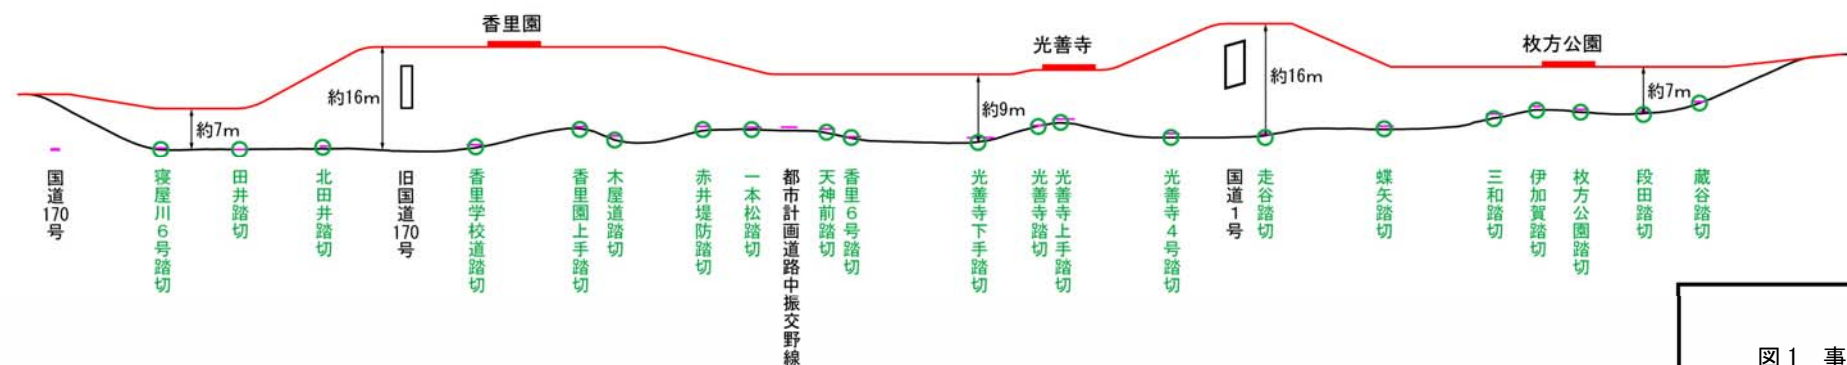 香里園
光善寺
枚方公園
約16m
約7m
約9m
約16m
約7m
国道170号
寝屋川6号踏切
田井踏切
北田井踏切
旧国道170号
香里学校道踏切
香里園上手踏切
木屋道踏切
赤井堤防踏切
一本松踏切
都市計画道路中振交野線
天神前踏切
香里6号踏切
光善寺下手踏切
光善寺踏切
光善寺上手踏切
光善寺4号踏切
国道1号
走谷踏切
蝶矢踏切
三和踏切
伊加賀踏切
枚方公園踏切
段田踏切
蔵谷踏切
図1 事